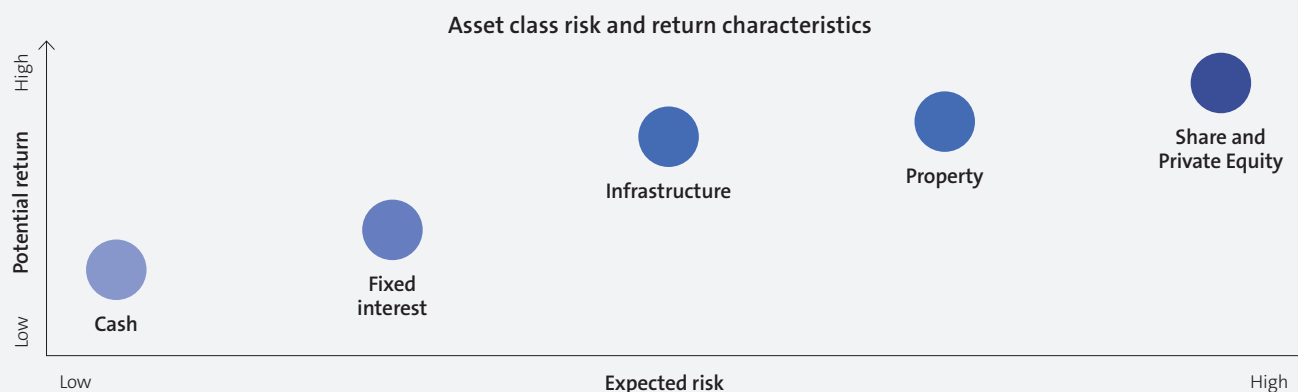 Asset class risk and return characteristics
High
Potential return
Low
Cash
Fixed
interest
Infrastructure
Property
Share and
Private Equity
Low
Expected risk
High